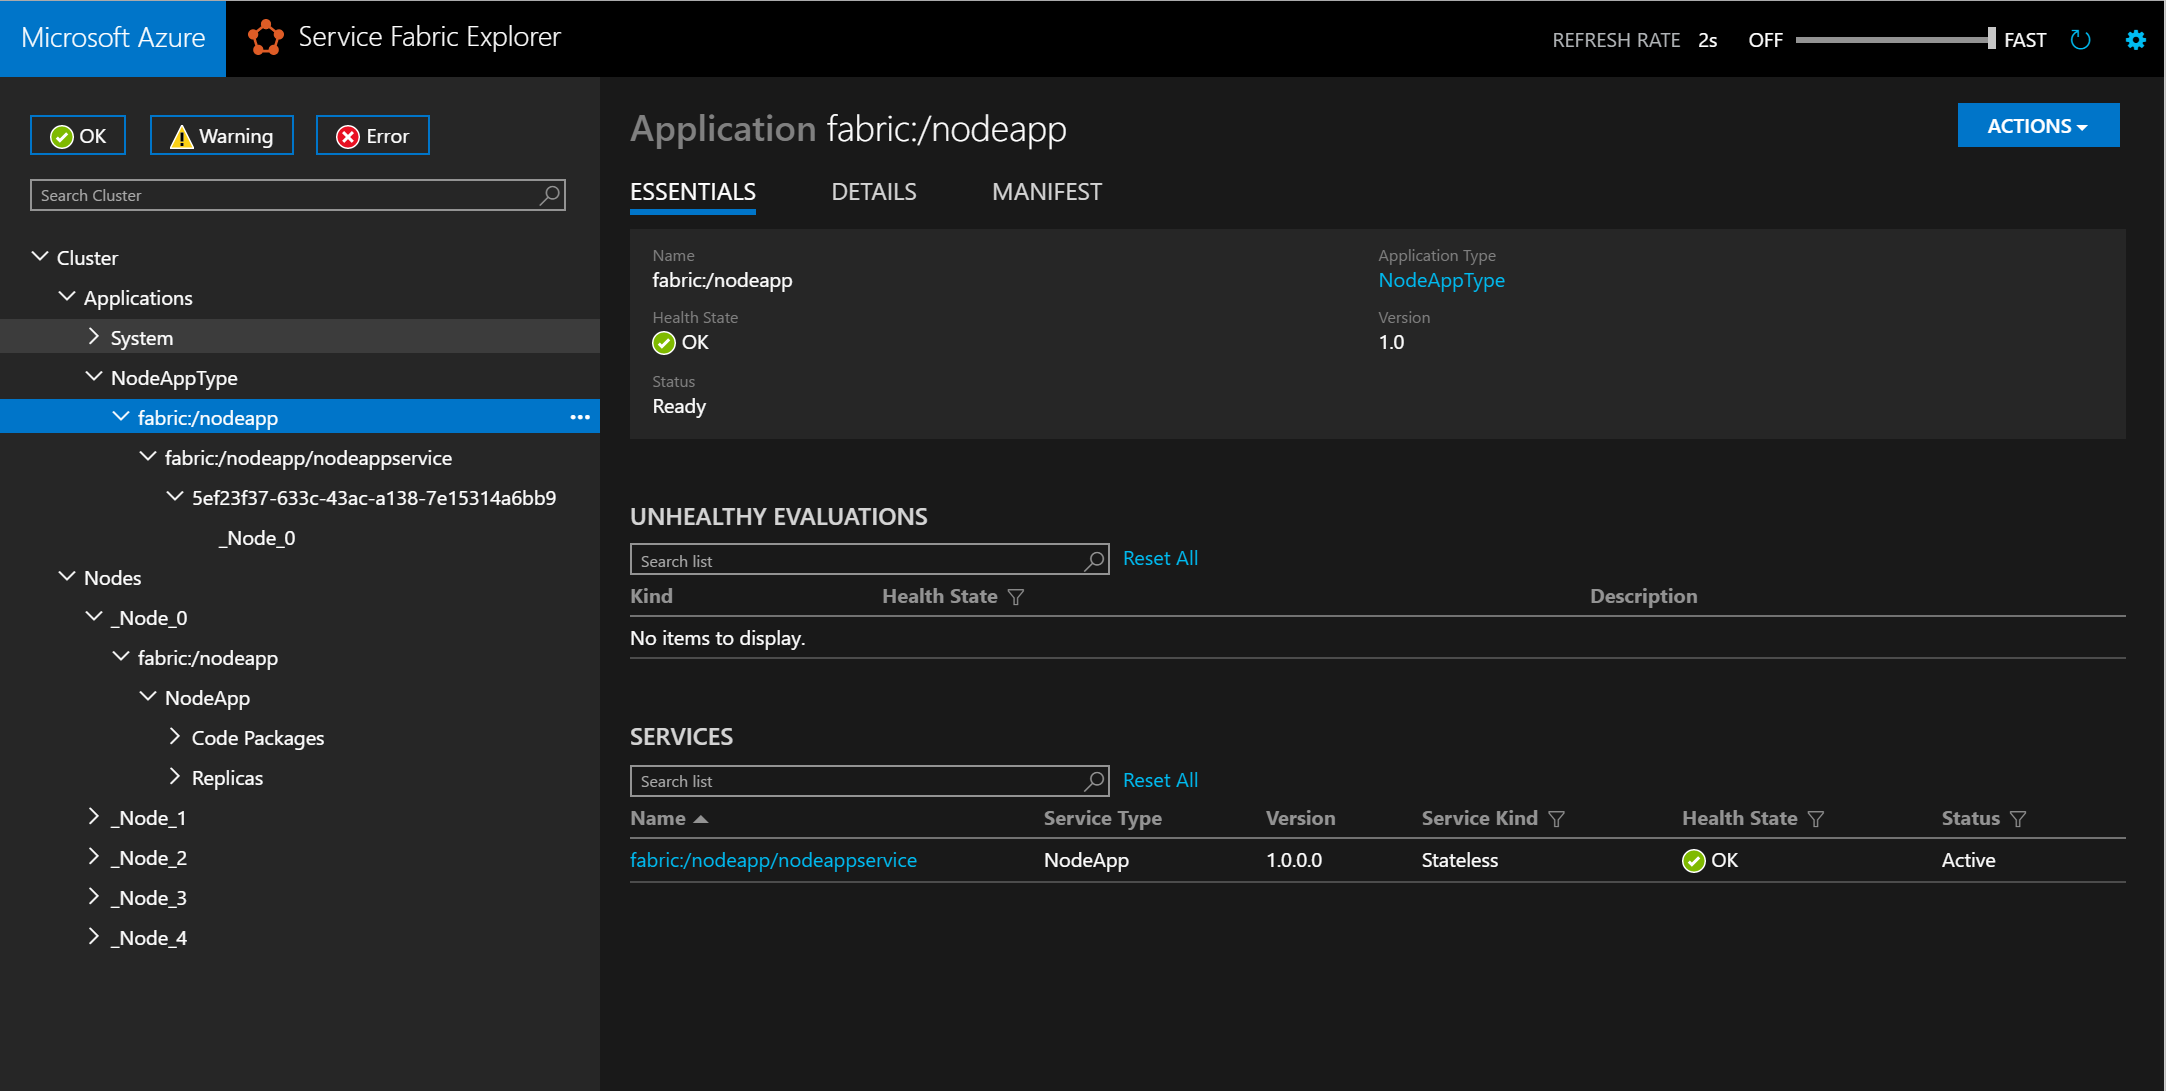 Microsoft Azure
Service Fabric Explorer
REFRESH RATE 2s OFF FAST
OK
Warning
Error
Search Cluster
Cluster
Applications
System
NodeAppType
fabric:/nodeapp
fabric:/nodeapp/nodeappservice
5ef23f37-633c-43ac-a138-7e15314a6bb9
_Node_0
Nodes
_Node_0
fabric:/nodeapp
NodeApp
Code Packages
Replicas
_Node_1
_Node_2
_Node_3
_Node_4
Application fabric:/nodeapp
ACTIONS
ESSENTIALS DETAILS MANIFEST
Name
fabric:/nodeapp
Application Type
NodeAppType
Health State
OK
Version
1.0
Status
Ready
UNHEALTHY EVALUATIONS
Search list Reset All
Kind Health State Description
No items to display.
SERVICES
Search list Reset All
Name Service Type Version Service Kind Health State Status
fabric:/nodeapp/nodeappservice NodeApp 1.0.0.0 Stateless OK Active